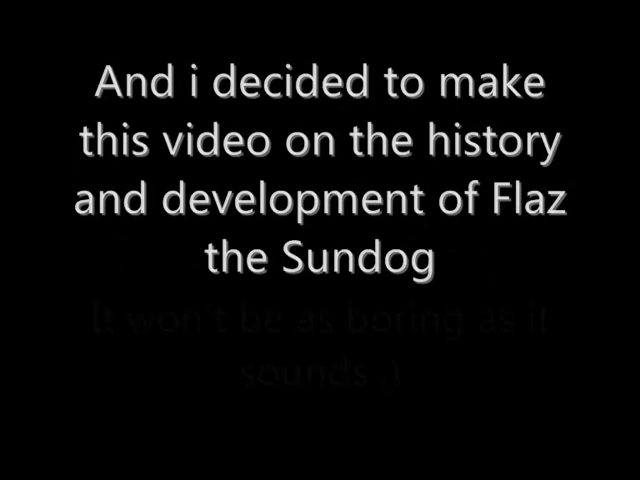 And i decided to make
this video on the history
and development of Flaz
the Sundog
It won't be as boring as it
sounds ;)